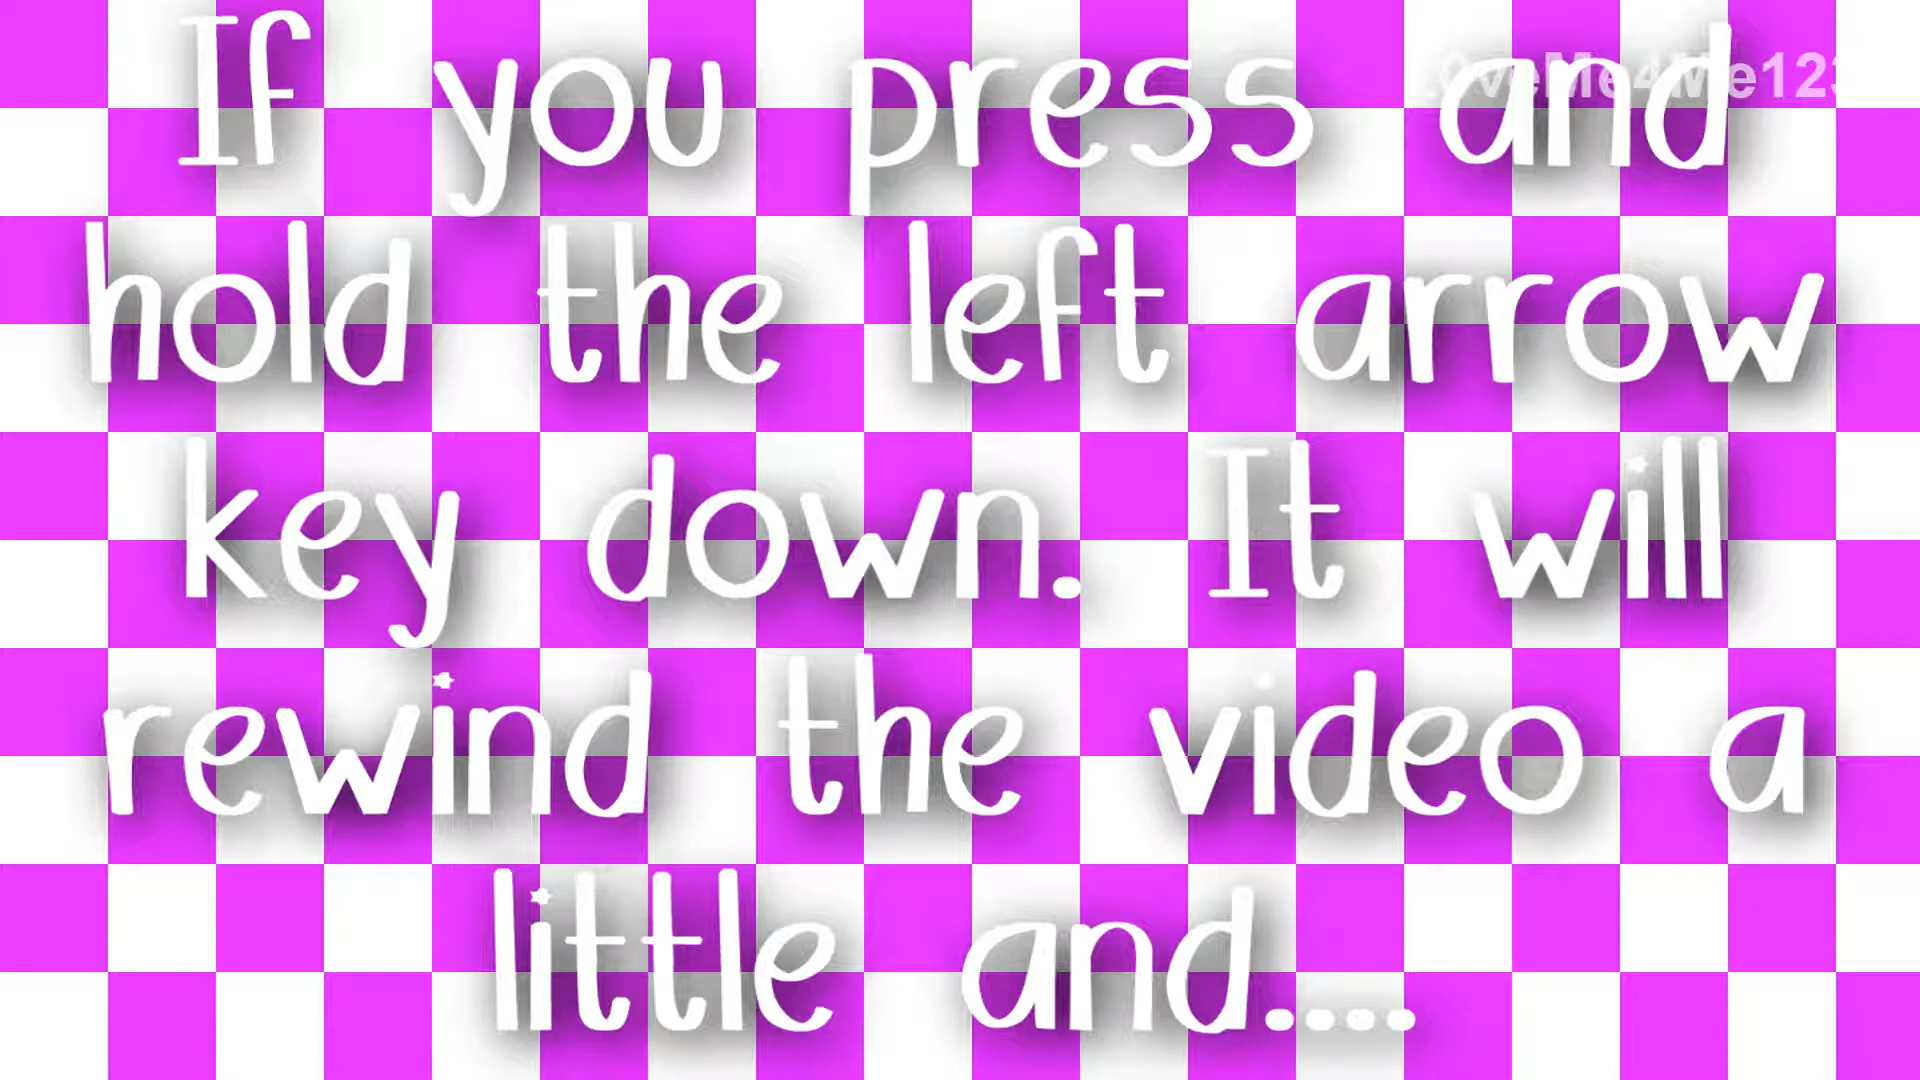 If you press and
hold the left arrow
key down. It will
rewind the video a
little and....